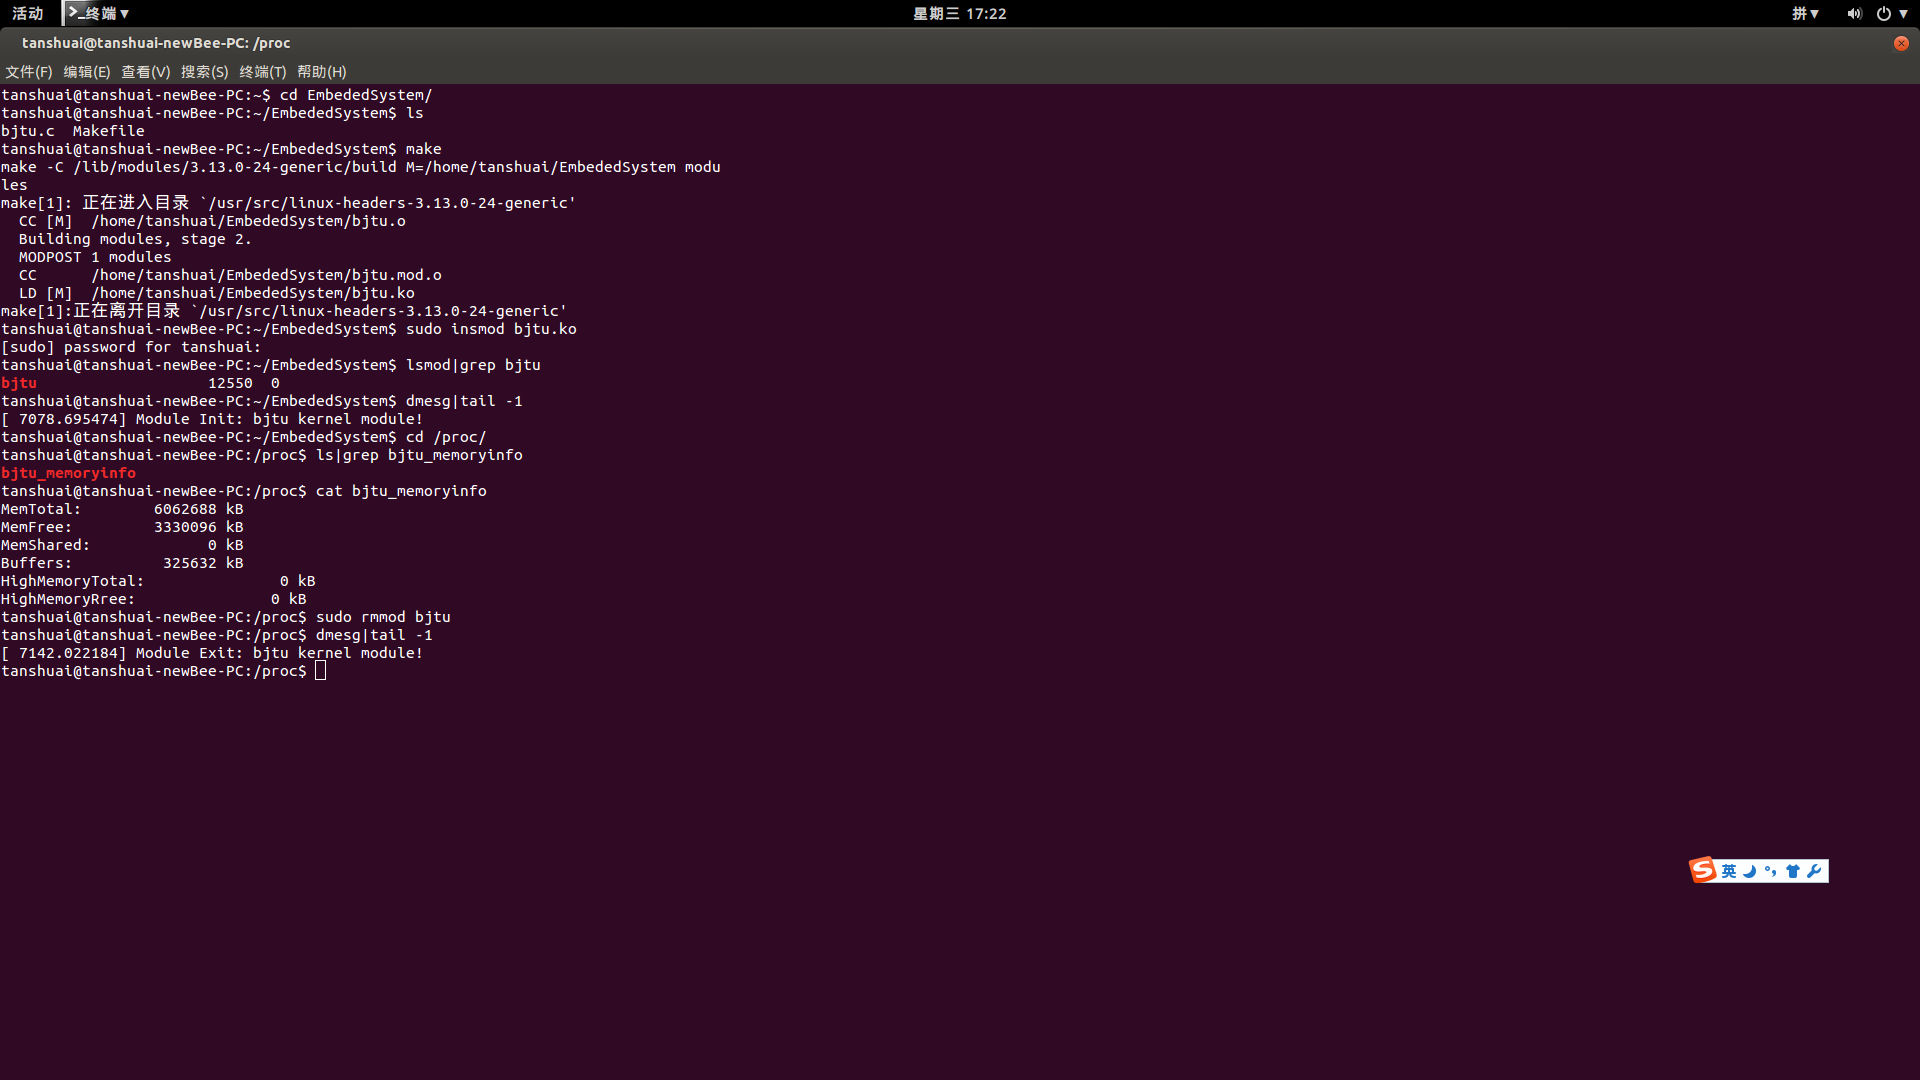 活动 >_终端▼ 星期三 17:22 拼▼ ▼
tanshuai@tanshuai-newBee-PC: /proc
文件(F) 编辑(E) 查看(V) 搜索(S) 终端(T) 帮助(H)
tanshuai@tanshuai-newBee-PC:~$ cd EmbededSystem/
tanshuai@tanshuai-newBee-PC:~/EmbededSystem$ ls
bjtu.c  Makefile
tanshuai@tanshuai-newBee-PC:~/EmbededSystem$ make
make -C /lib/modules/3.13.0-24-generic/build M=/home/tanshuai/EmbededSystem modu
les
make[1]: 正在进入目录 `/usr/src/linux-headers-3.13.0-24-generic'
  CC [M]  /home/tanshuai/EmbededSystem/bjtu.o
  Building modules, stage 2.
  MODPOST 1 modules
  CC      /home/tanshuai/EmbededSystem/bjtu.mod.o
  LD [M]  /home/tanshuai/EmbededSystem/bjtu.ko
make[1]:正在离开目录 `/usr/src/linux-headers-3.13.0-24-generic'
tanshuai@tanshuai-newBee-PC:~/EmbededSystem$ sudo insmod bjtu.ko
[sudo] password for tanshuai:
tanshuai@tanshuai-newBee-PC:~/EmbededSystem$ lsmod|grep bjtu
bjtu                   12550  0
tanshuai@tanshuai-newBee-PC:~/EmbededSystem$ dmesg|tail -1
[ 7078.695474] Module Init: bjtu kernel module!
tanshuai@tanshuai-newBee-PC:~/EmbededSystem$ cd /proc/
tanshuai@tanshuai-newBee-PC:/proc$ ls|grep bjtu_memoryinfo
bjtu_memoryinfo
tanshuai@tanshuai-newBee-PC:/proc$ cat bjtu_memoryinfo
MemTotal:        6062688 kB
MemFree:         3330096 kB
MemShared:             0 kB
Buffers:          325632 kB
HighMemoryTotal:               0 kB
HighMemoryRree:               0 kB
tanshuai@tanshuai-newBee-PC:/proc$ sudo rmmod bjtu
tanshuai@tanshuai-newBee-PC:/proc$ dmesg|tail -1
[ 7142.022184] Module Exit: bjtu kernel module!
tanshuai@tanshuai-newBee-PC:/proc$
S 英